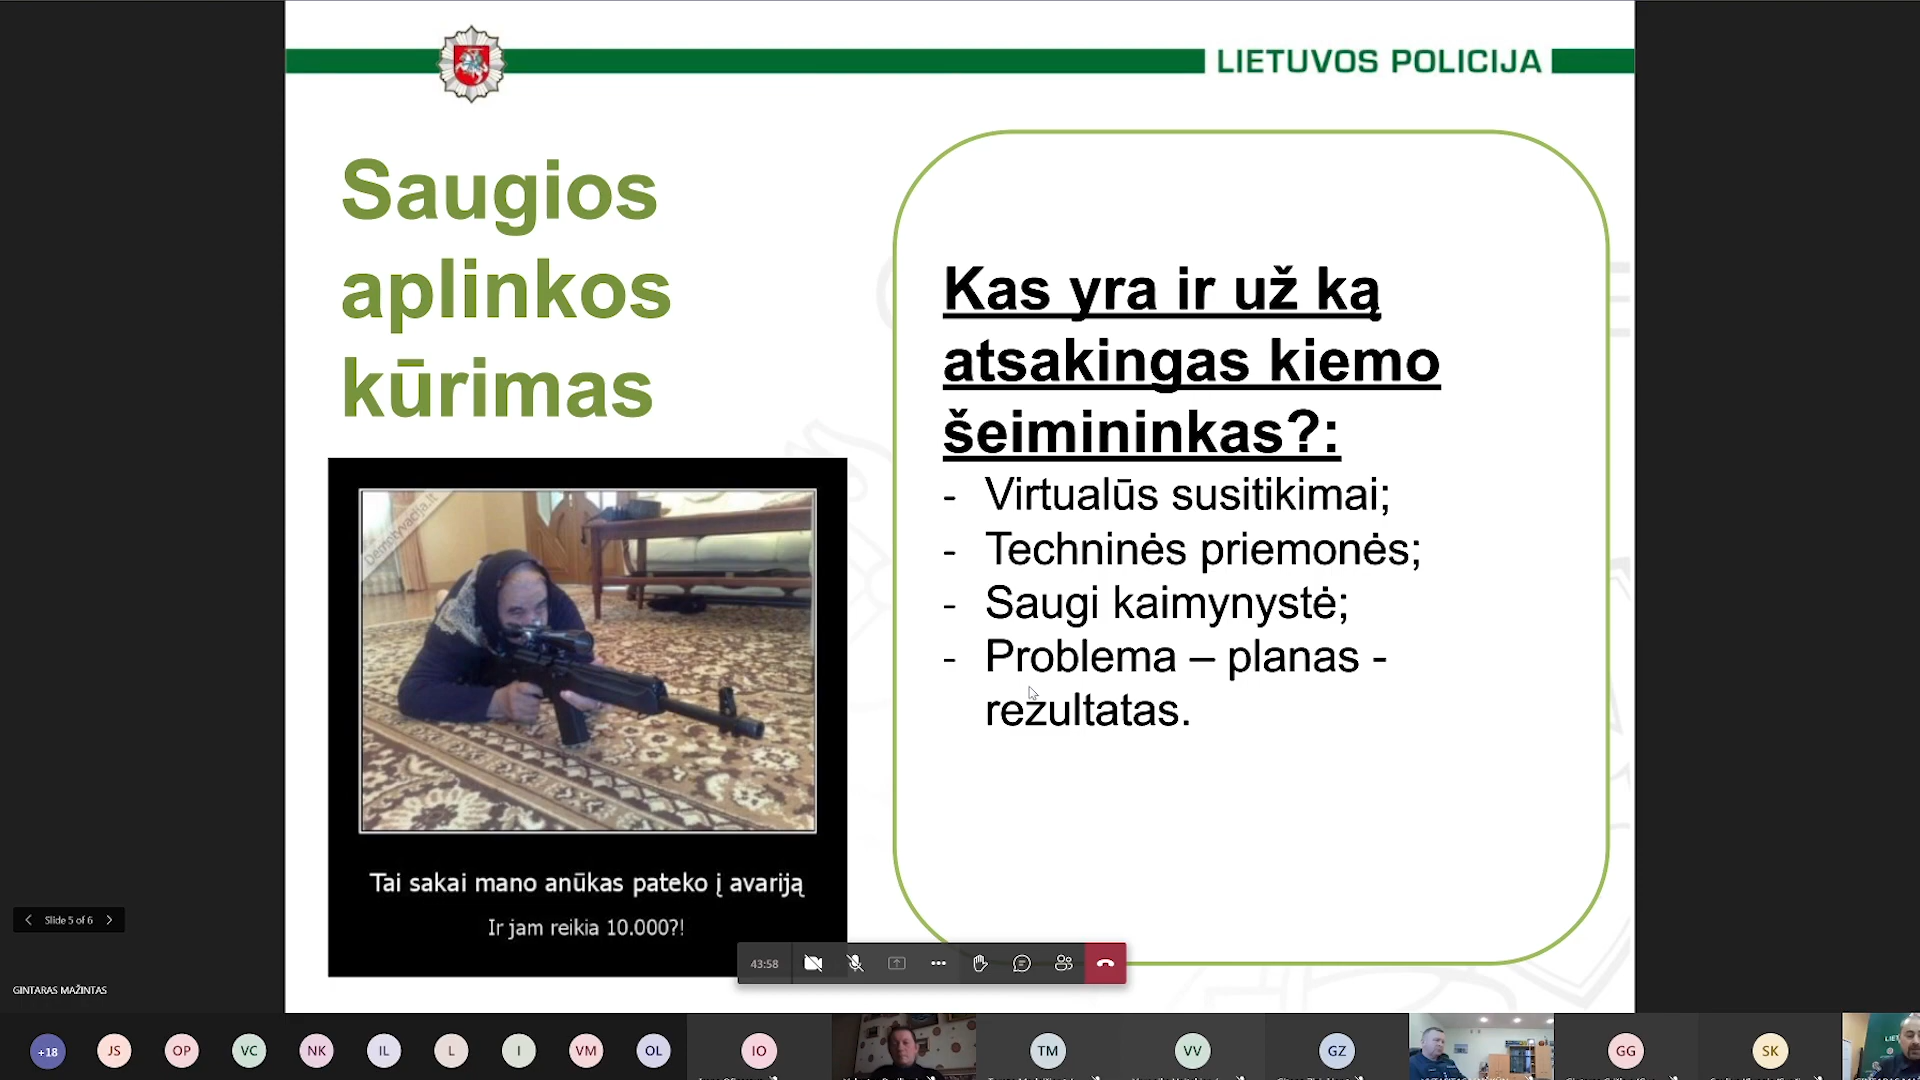 LIETUVOS POLICIJA
Saugios
aplinkos
kūrimas
Kas yra ir už ką
atsakingas kiemo
šeimininkas?:
- Virtualūs susitikimai;
- Techninės priemonės;
- Saugi kaimynystė;
- Problema – planas -
rezultatas.
Demotyvacija.lt
Tai sakai mano anūkas pateko į avariją
Ir jam reikia 10.000?!
Slide 5 of 6
43:58
GINTARAS MAŽINTAS
+18
JS
OP
VC
NK
IL
L
I
VM
OL
IO
TM
VV
GZ
GG
SK